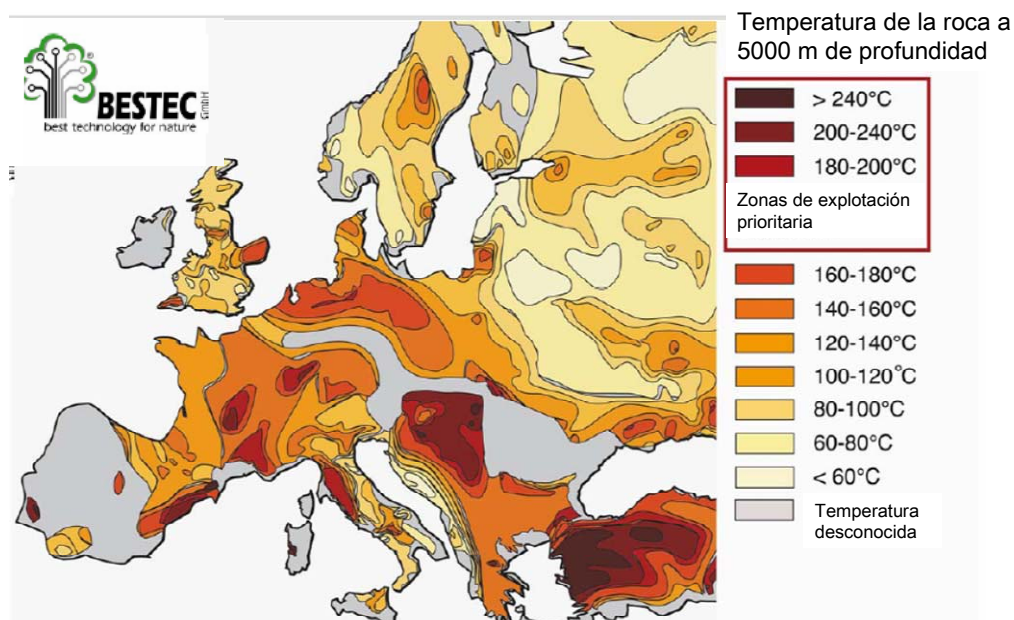 BESTEC
GmbH
®
best technology for nature
Temperatura de la roca a
5000 m de profundidad
> 240°C
200-240°C
180-200°C
Zonas de explotación
prioritaria
160-180°C
140-160°C
120-140°C
100-120°C
80-100°C
60-80°C
< 60°C
Temperatura
desconocida